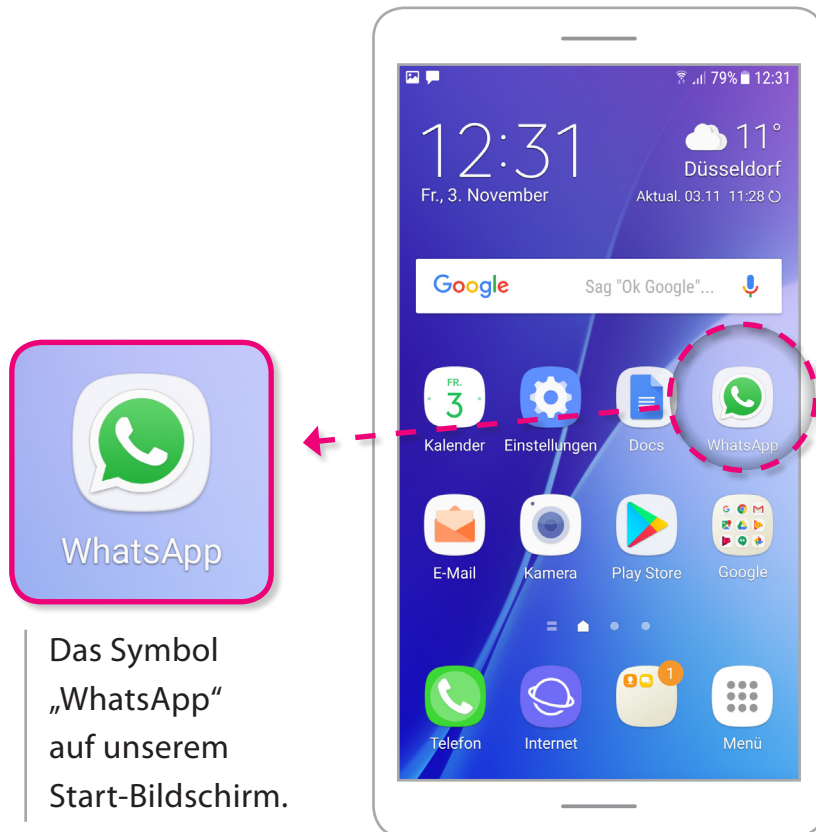 79% 12:31
12:31
11°
Düsseldorf
Fr., 3. November
Aktual. 03.11 11:28
Google
Sag "Ok Google"...
FR.
3
Kalender
Einstellungen
Docs
WhatsApp
E-Mail
Kamera
Play Store
Google
1
Telefon
Internet
Menü
WhatsApp
Das Symbol
„WhatsApp“
auf unserem
Start-Bildschirm.